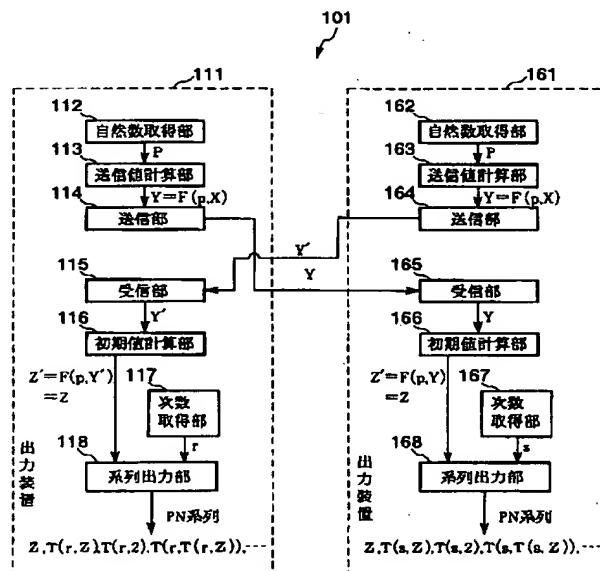 101
111
112
自然数取得部
P
113
送信値計算部
Y=F(p,X)
114
送信部
115
受信部
Y′
116
初期値計算部
Z′=F(p,Y′)
=Z
117
次数
取得部
r
118
系列出力部
出力装置
PN系列
Z,T(r,Z),T(r,2),T(r,T(r,Z)),----
Y′
Y
161
162
自然数取得部
P
163
送信値計算部
Y=F(p,X)
164
送信部
165
受信部
Y
166
初期値計算部
Z′=F(p,Y)
=Z
167
次数
取得部
s
168
系列出力部
出力装置
PN系列
Z,T(s,Z),T(s,2),T(s,T(s,Z)),----